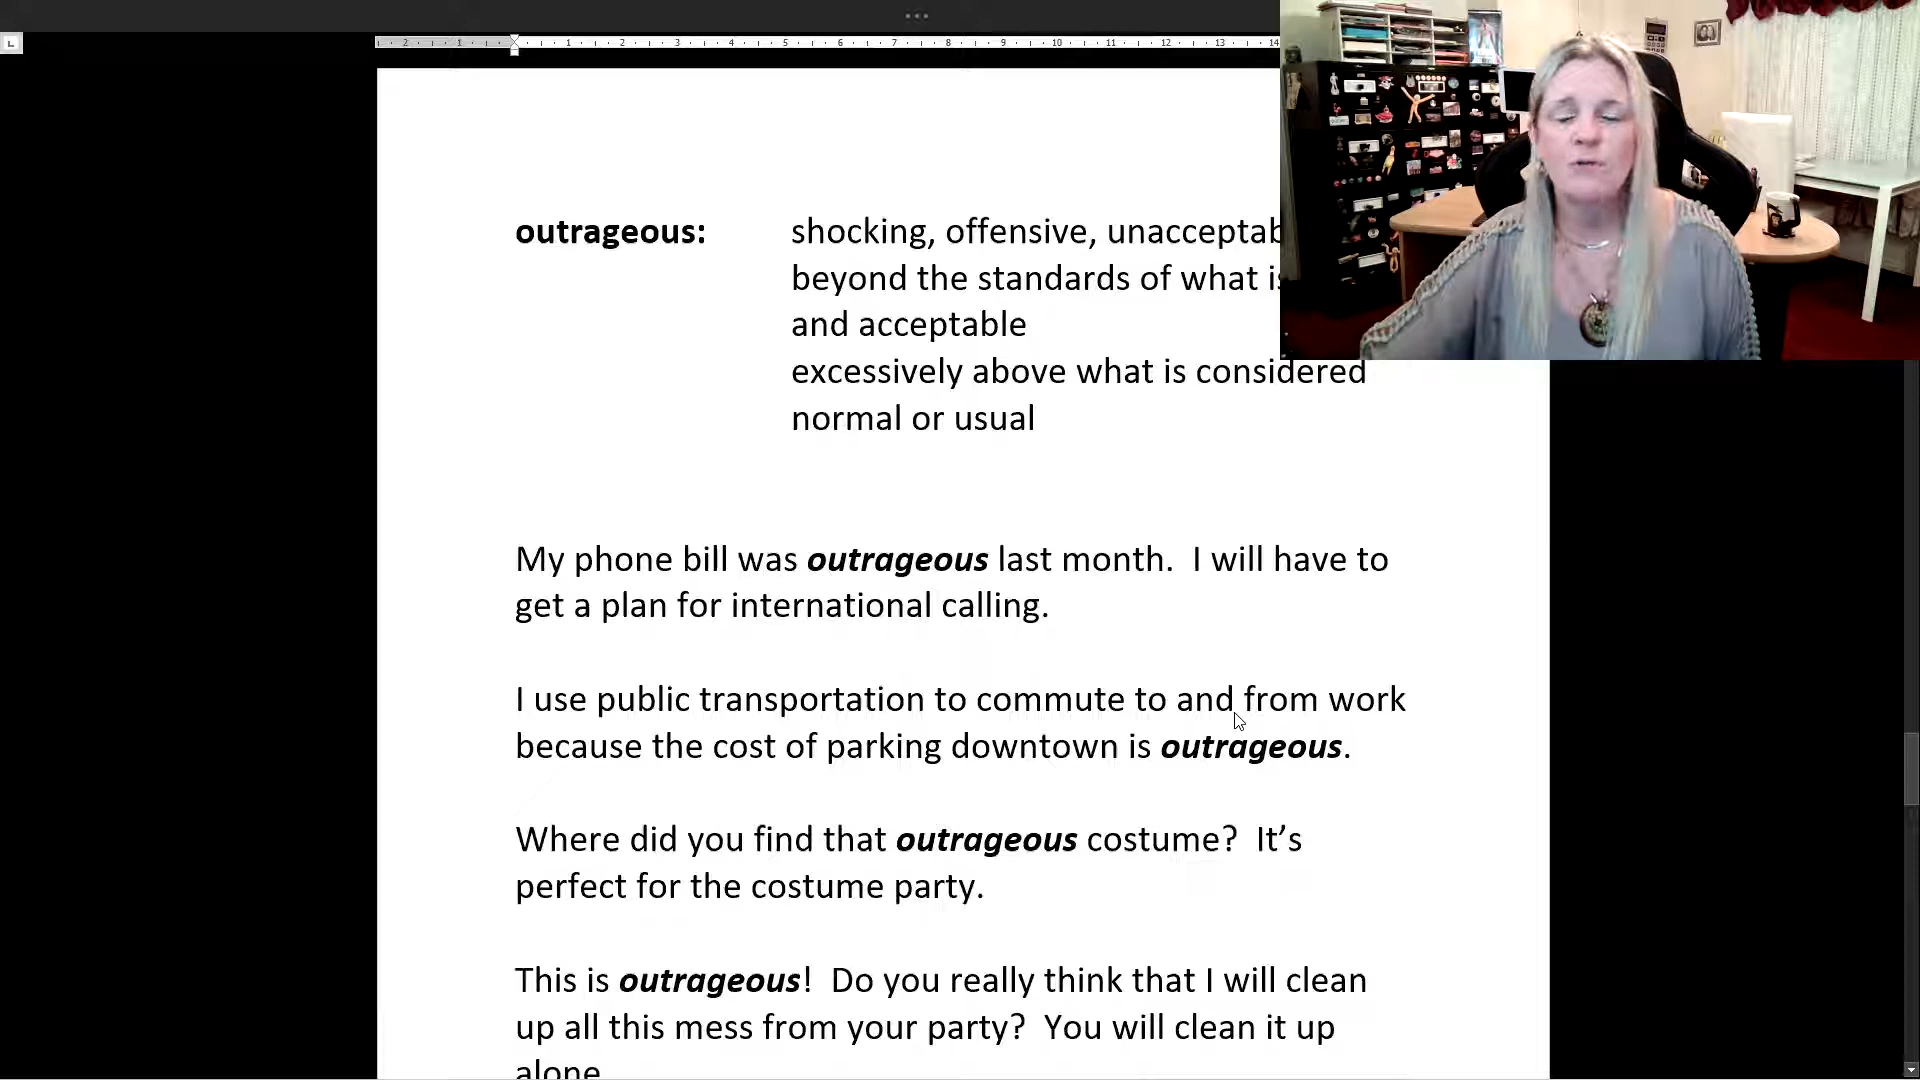 outrageous: shocking, offensive,
beyond the standards of what
and acceptable
excessively above what is considered
normal or usual
My phone bill was outrageous last month. I will have to
get a plan for international calling.
I use public transportation to commute to and from work
because the cost of parking downtown is outrageous.
Where did you find that outrageous costume? It’s
perfect for the costume party.
This is outrageous! Do you really think that I will clean
up all this mess from your party? You will clean it up
alone